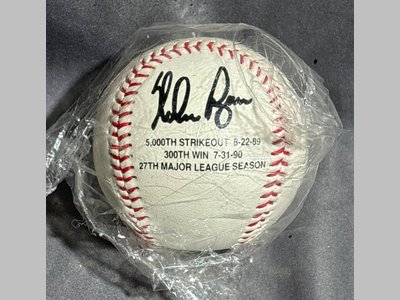 Nolan Ryan
5,000TH STRIKEOUT 8-22-89
300TH WIN 7-31-90
27TH MAJOR LEAGUE SEASON